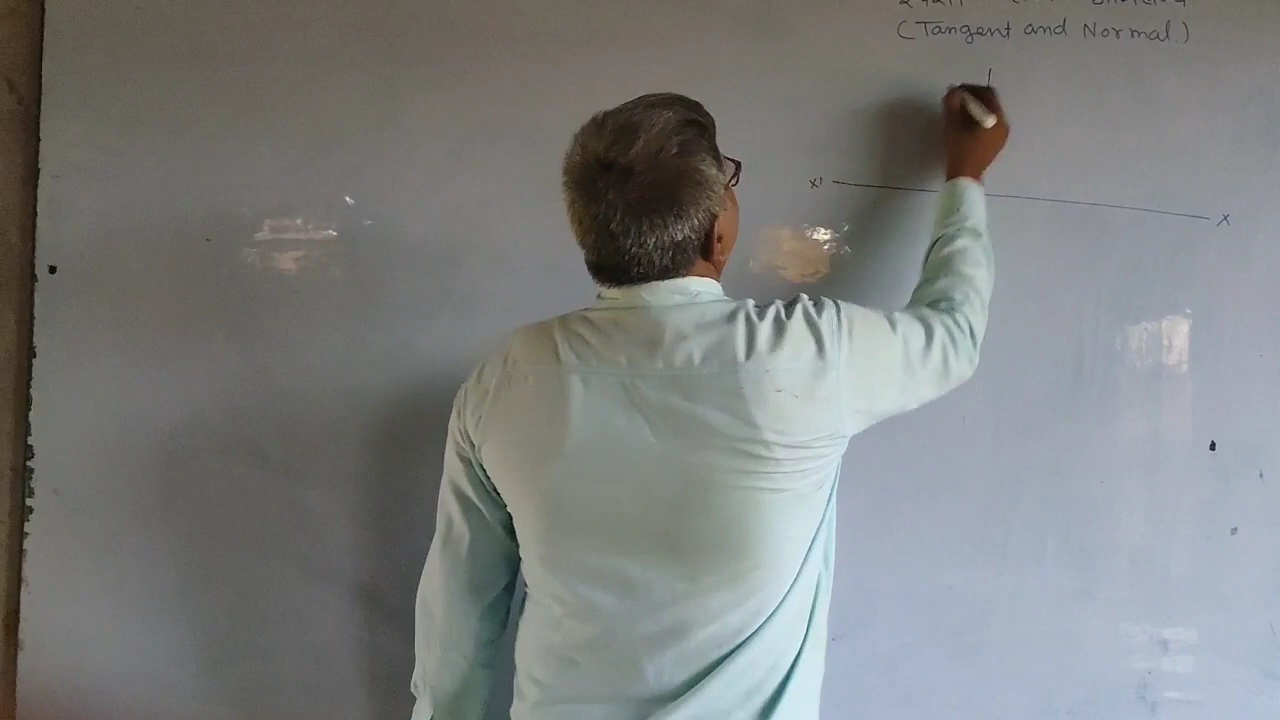 (Tangent and Normal.)
X' X